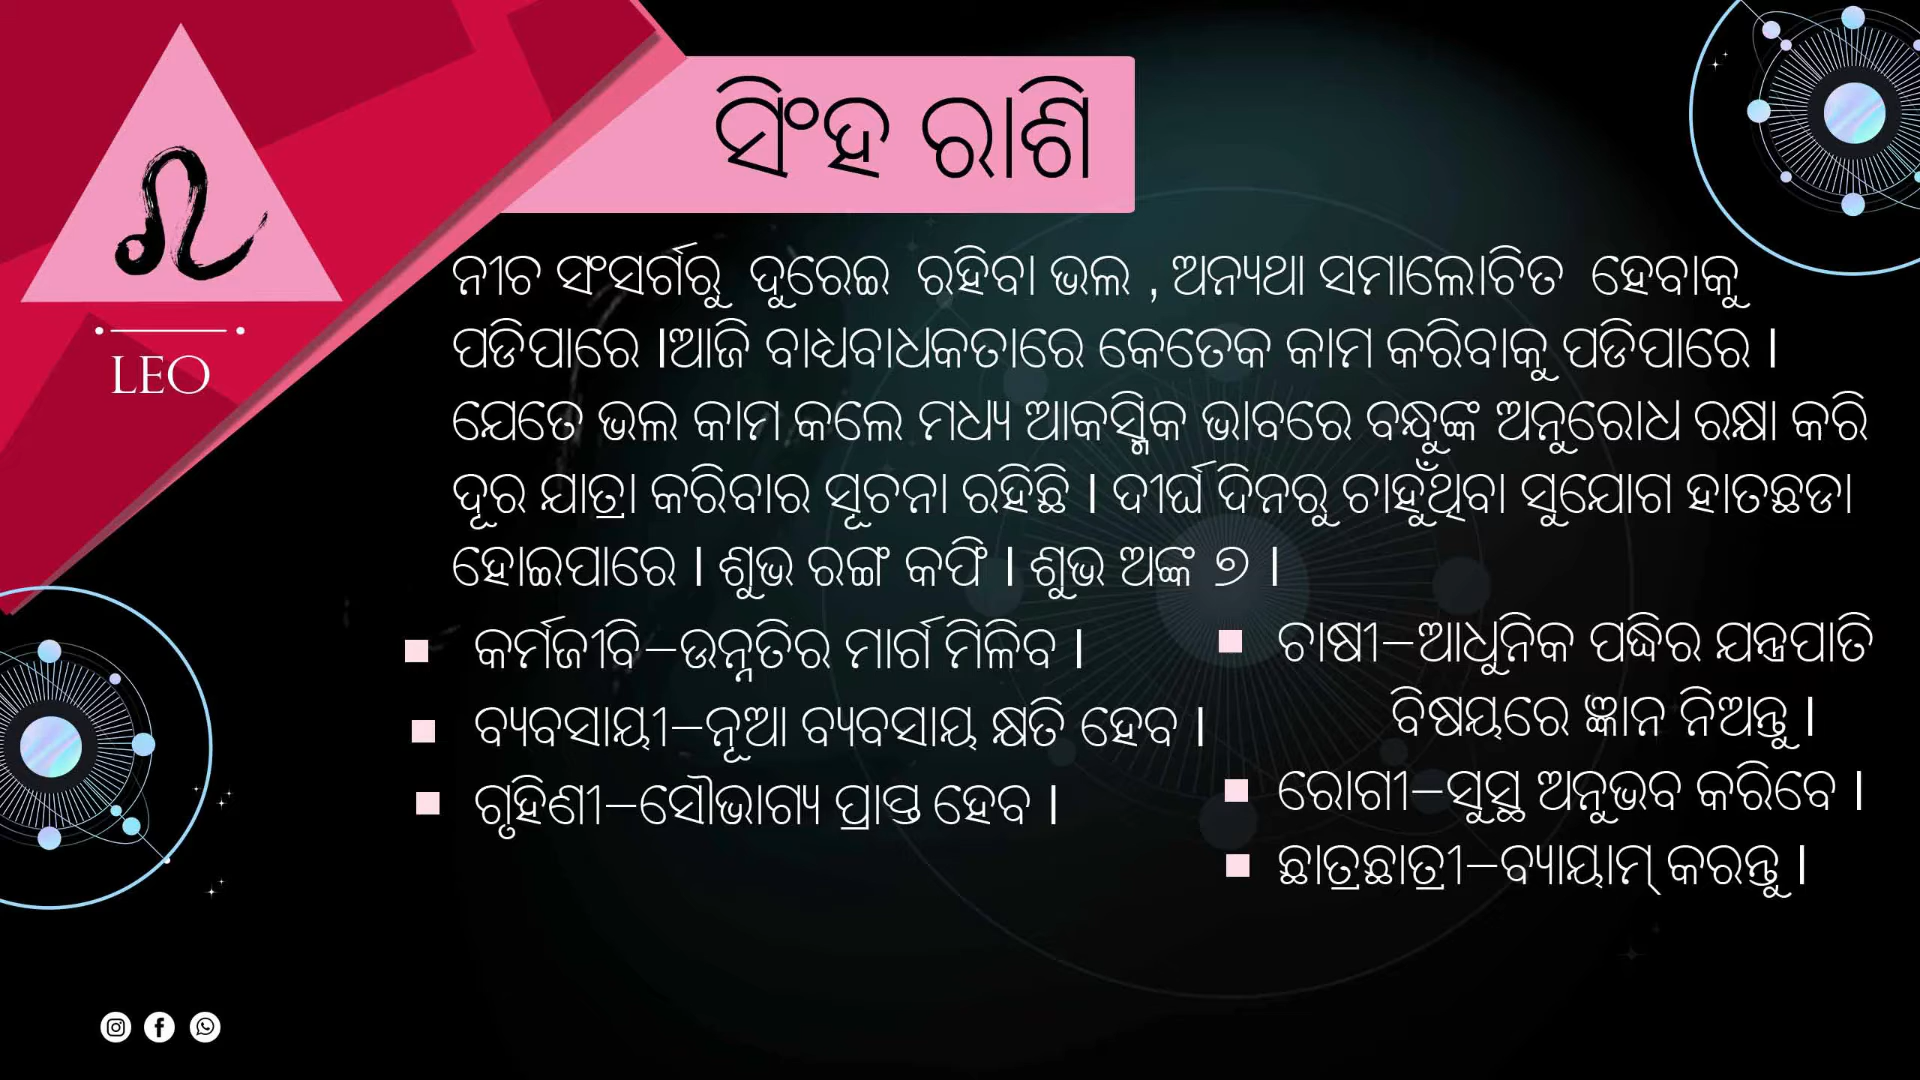 ସିଂହ ରାଶି
LEO
ନୀଚ ସଂସର୍ଗରୁ ଦୁରେଇ ରହିବା ଭଲ , ଅନ୍ୟଥା ସମାଲୋଚିତ ହେବାକୁ
ପଡିପାରେ ।ଆଜି ବାଧ୍ୟବାଧକତାରେ କେତେକ କାମ କରିବାକୁ ପଡିପାରେ ।
ଯେତେ ଭଲ କାମ କଲେ ମଧ୍ୟ ଆକସ୍ମିକ ଭାବରେ ବନ୍ଧୁଙ୍କ ଅନୁରୋଧ ରକ୍ଷା କରି
ଦୂର ଯାତ୍ରା କରିବାର ସୂଚନା ରହିଛି । ଦୀର୍ଘ ଦିନରୁ ଚାହୁଁଥିବା ସୁଯୋଗ ହାତଛଡା
ହୋଇପାରେ । ଶୁଭ ରଙ୍ଗ କଫି । ଶୁଭ ଅଙ୍କ ୭ ।
କର୍ମଜୀବି–ଉନ୍ନତିର ମାର୍ଗ ମିଳିବ ।
ବ୍ୟବସାୟୀ–ନୂଆ ବ୍ୟବସାୟ କ୍ଷତି ହେବ ।
ଗୃହିଣୀ–ସୌଭାଗ୍ୟ ପ୍ରାପ୍ତ ହେବ ।
ଚାଷୀ–ଆଧୁନିକ ପଦ୍ଧିର ଯନ୍ତ୍ରପାତି
ବିଷୟରେ ଜ୍ଞାନ ନିଅନ୍ତୁ ।
ରୋଗୀ–ସୁସ୍ଥ ଅନୁଭବ କରିବେ ।
ଛାତ୍ରଛାତ୍ରୀ–ବ୍ୟାୟାମ୍ କରନ୍ତୁ ।